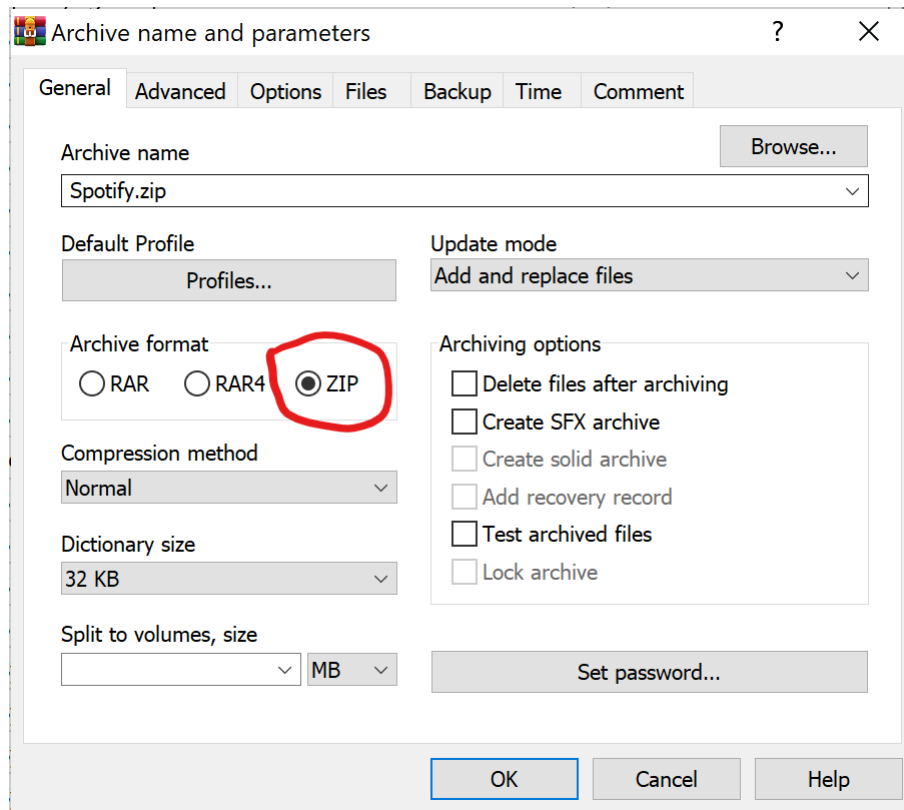 Archive name and parameters ?
General Advanced Options Files Backup Time Comment
Archive name
Browse...
Spotify.zip
Default Profile
Profiles...
Update mode
Add and replace files
Archive format
RAR RAR4 ZIP
Compression method
Normal
Dictionary size
32 KB
Split to volumes, size
MB
Archiving options
Delete files after archiving
Create SFX archive
Create solid archive
Add recovery record
Test archived files
Lock archive
Set password...
OK Cancel Help